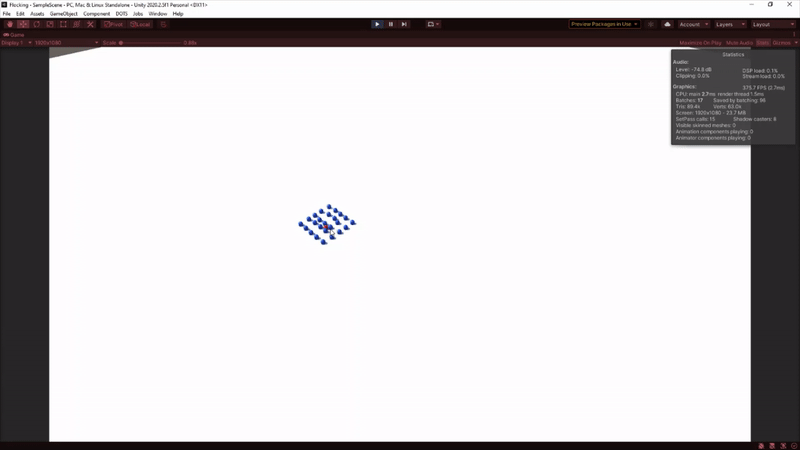 Flocking - SampleScene - PC, Mac & Linux Standalone - Unity 2020.2.5f1 Personal <DX11>
File Edit Assets GameObject Component DOTS Jobs Window Help
Pivot Local Preview Packages in Use Account Layers Layout
Game
Display 1 1920x1080 Scale 0.88x Maximize On Play Mute Audio Stats Gizmos
Statistics
Audio:
Level: -74.8 dB DSP load: 0.1%
Clipping: 0.0% Stream load: 0.0%
Graphics: 375.7 FPS (2.7ms)
CPU: main 2.7ms render thread 1.5ms
Batches: 17 Saved by batching: 96
Tris: 69.4k Verts: 63.0k
Screen: 1920x1080 - 23.7 MB
SetPass calls: 15 Shadow casters: 8
Visible skinned meshes: 0
Animation components playing: 0
Animator components playing: 0